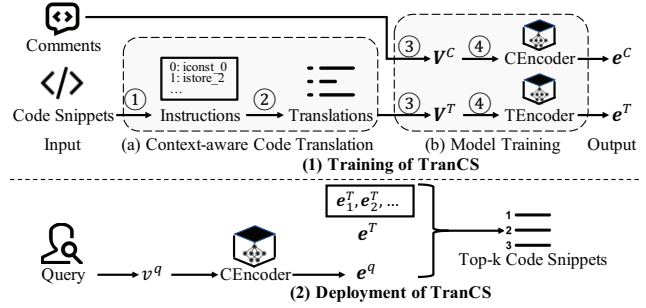 Comments
0: iconst_0
1: istore_2
...
③ V^C ④ CEncoder e^C
Code Snippets ① Instructions ② Translations ③ V^T ④ TEncoder e^T
Input (a) Context-aware Code Translation (b) Model Training Output
(1) Training of TranCS
e_1^T, e_2^T, ...
e^T
1
2
3
Top-k Code Snippets
Query v^q CEncoder e^q
(2) Deployment of TranCS